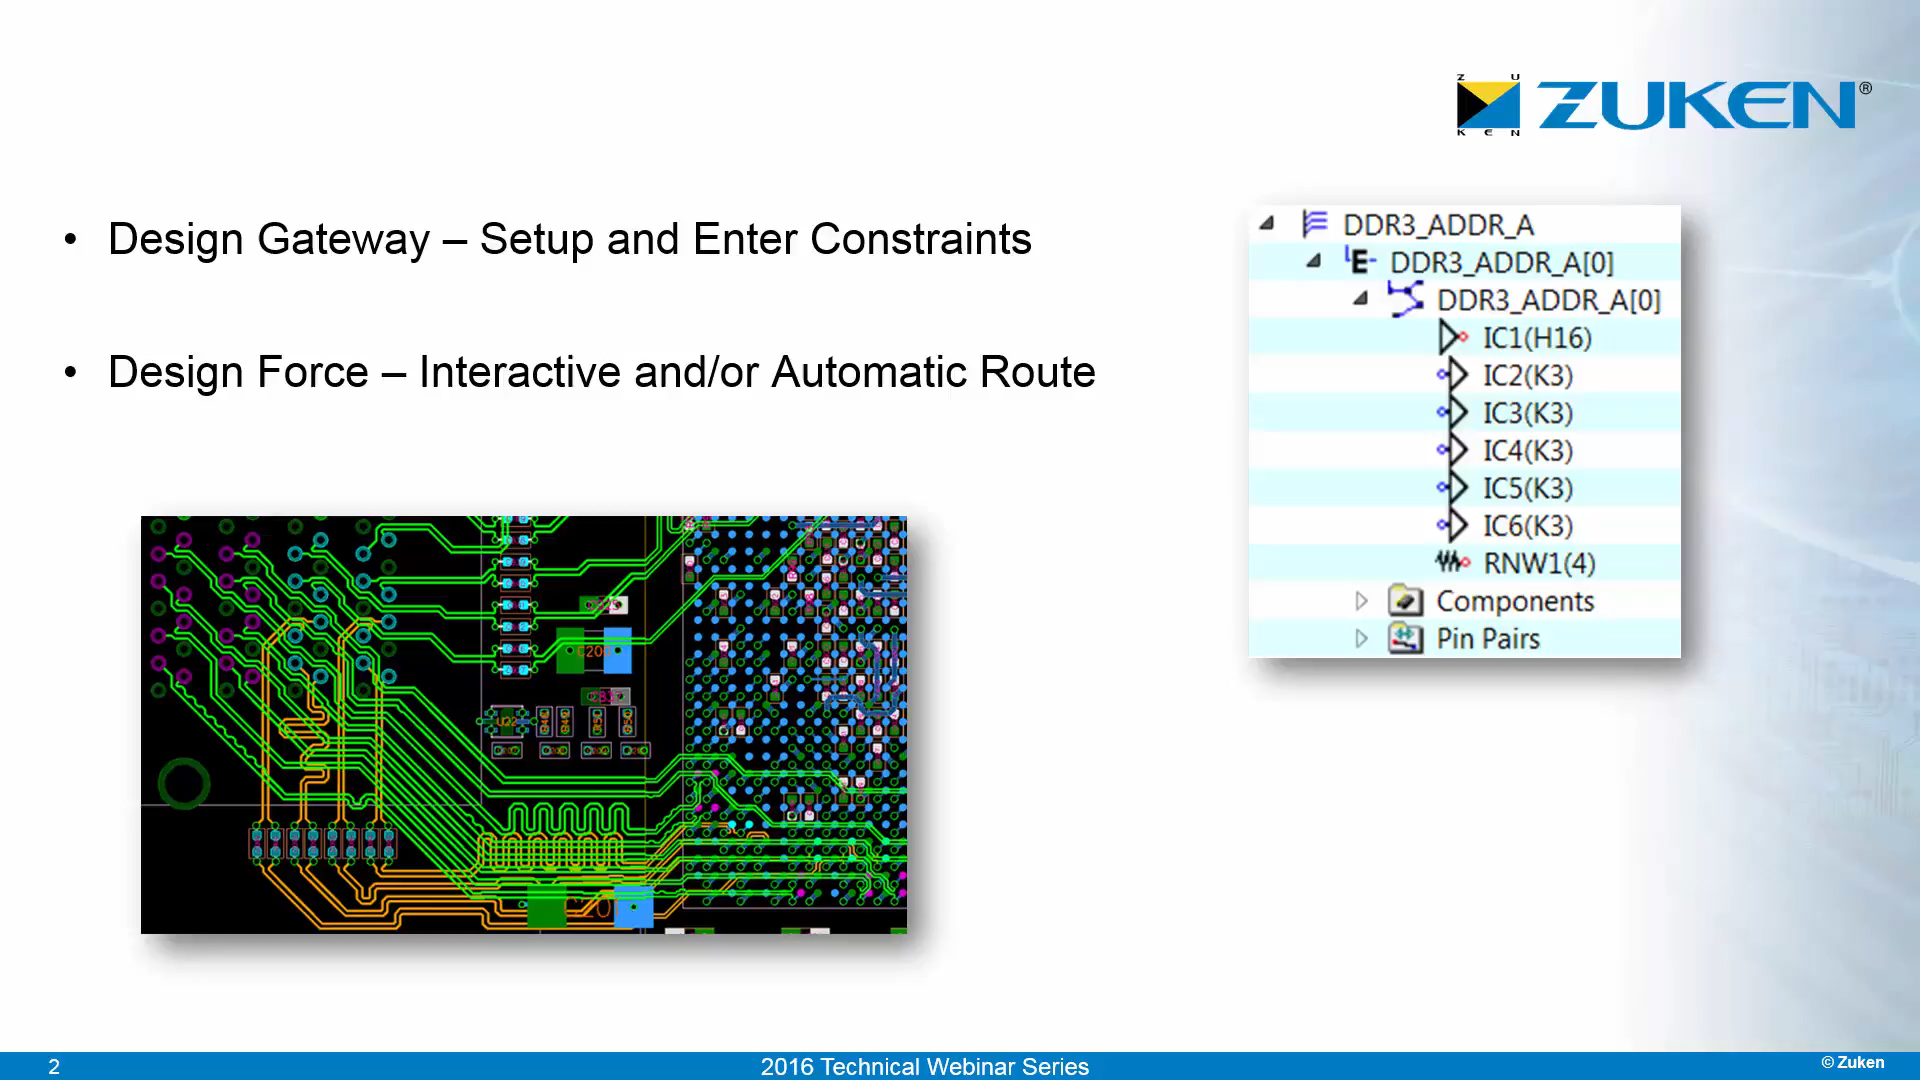 Z U
K E N
ZUKEN®
• Design Gateway – Setup and Enter Constraints
• Design Force – Interactive and/or Automatic Route
DDR3_ADDR_A
DDR3_ADDR_A[0]
DDR3_ADDR_A[0]
IC1(H16)
IC2(K3)
IC3(K3)
IC4(K3)
IC5(K3)
IC6(K3)
RNW1(4)
Components
Pin Pairs
C200
U22
2
2016 Technical Webinar Series
© Zuken